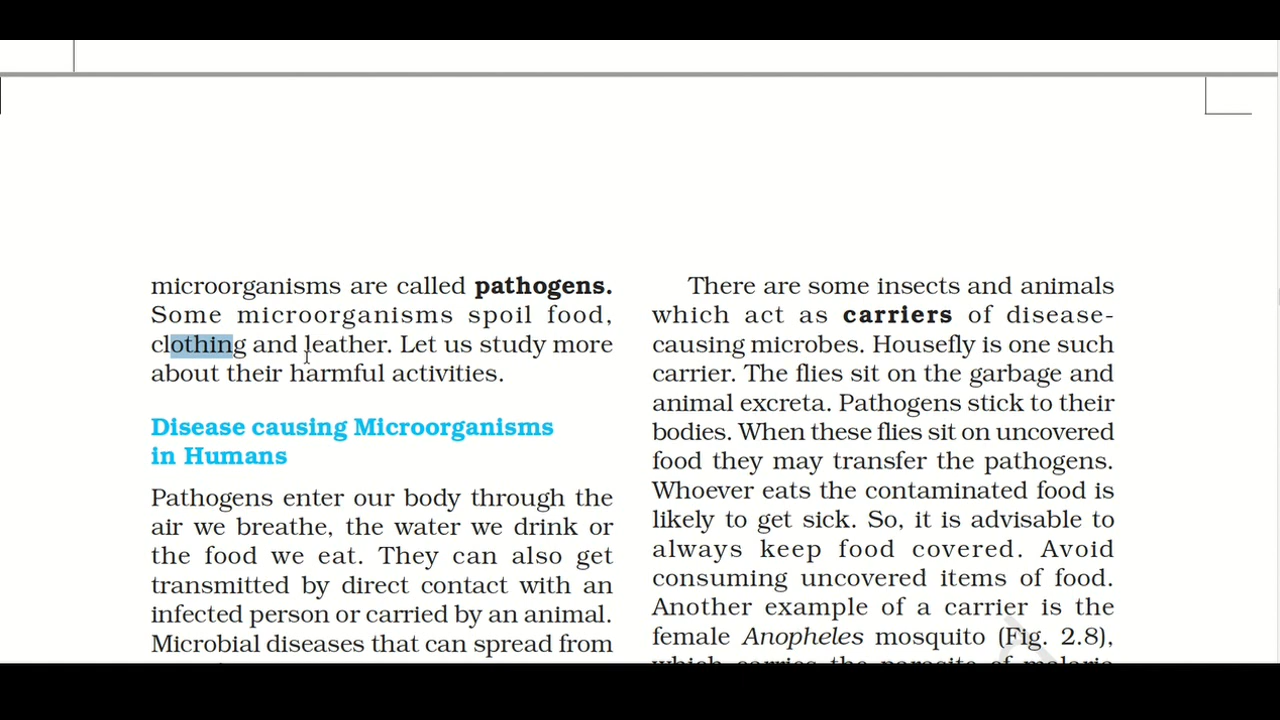 microorganisms are called pathogens.
Some microorganisms spoil food,
clothing and leather. Let us study more
about their harmful activities.
Disease causing Microorganisms
in Humans
Pathogens enter our body through the
air we breathe, the water we drink or
the food we eat. They can also get
transmitted by direct contact with an
infected person or carried by an animal.
Microbial diseases that can spread from
There are some insects and animals
which act as carriers of disease-
causing microbes. Housefly is one such
carrier. The flies sit on the garbage and
animal excreta. Pathogens stick to their
bodies. When these flies sit on uncovered
food they may transfer the pathogens.
Whoever eats the contaminated food is
likely to get sick. So, it is advisable to
always keep food covered. Avoid
consuming uncovered items of food.
Another example of a carrier is the
female Anopheles mosquito (Fig. 2.8),
which carries the parasite of malaria